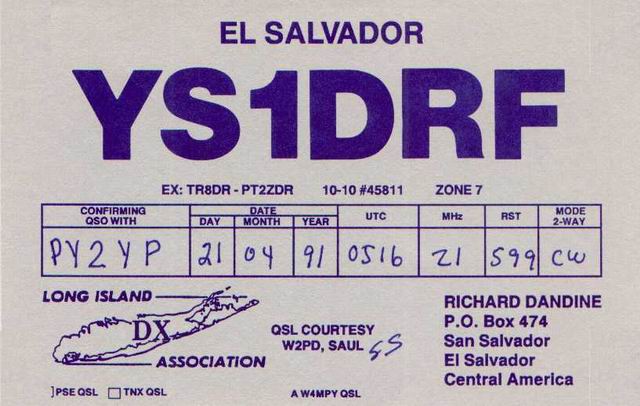 EL SALVADOR
YS1DRF
EX: TR8DR - PT2ZDR 10-10 #45811 ZONE 7
CONFIRMING QSO WITH DATE DAY MONTH YEAR UTC MHz RST MODE 2-WAY
PY2YP 21 04 91 0516 21 599 CW
LONG ISLAND
DX
ASSOCIATION
QSL COURTESY
W2PD, SAUL SS
RICHARD DANDINE
P.O. Box 474
San Salvador
El Salvador
Central America
PSE QSL TNX QSL
A W4MPY QSL